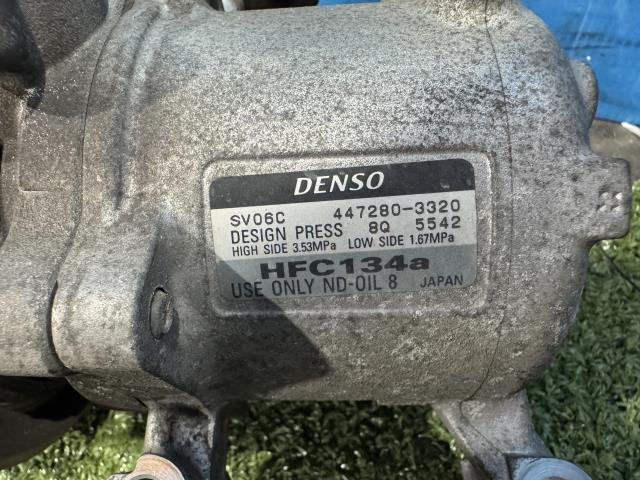 DENSO
SV06C 447280-3320
DESIGN PRESS 8Q 5542
HIGH SIDE 3.53MPa LOW SIDE 1.67MPa
HFC134a
USE ONLY ND-OIL 8 JAPAN